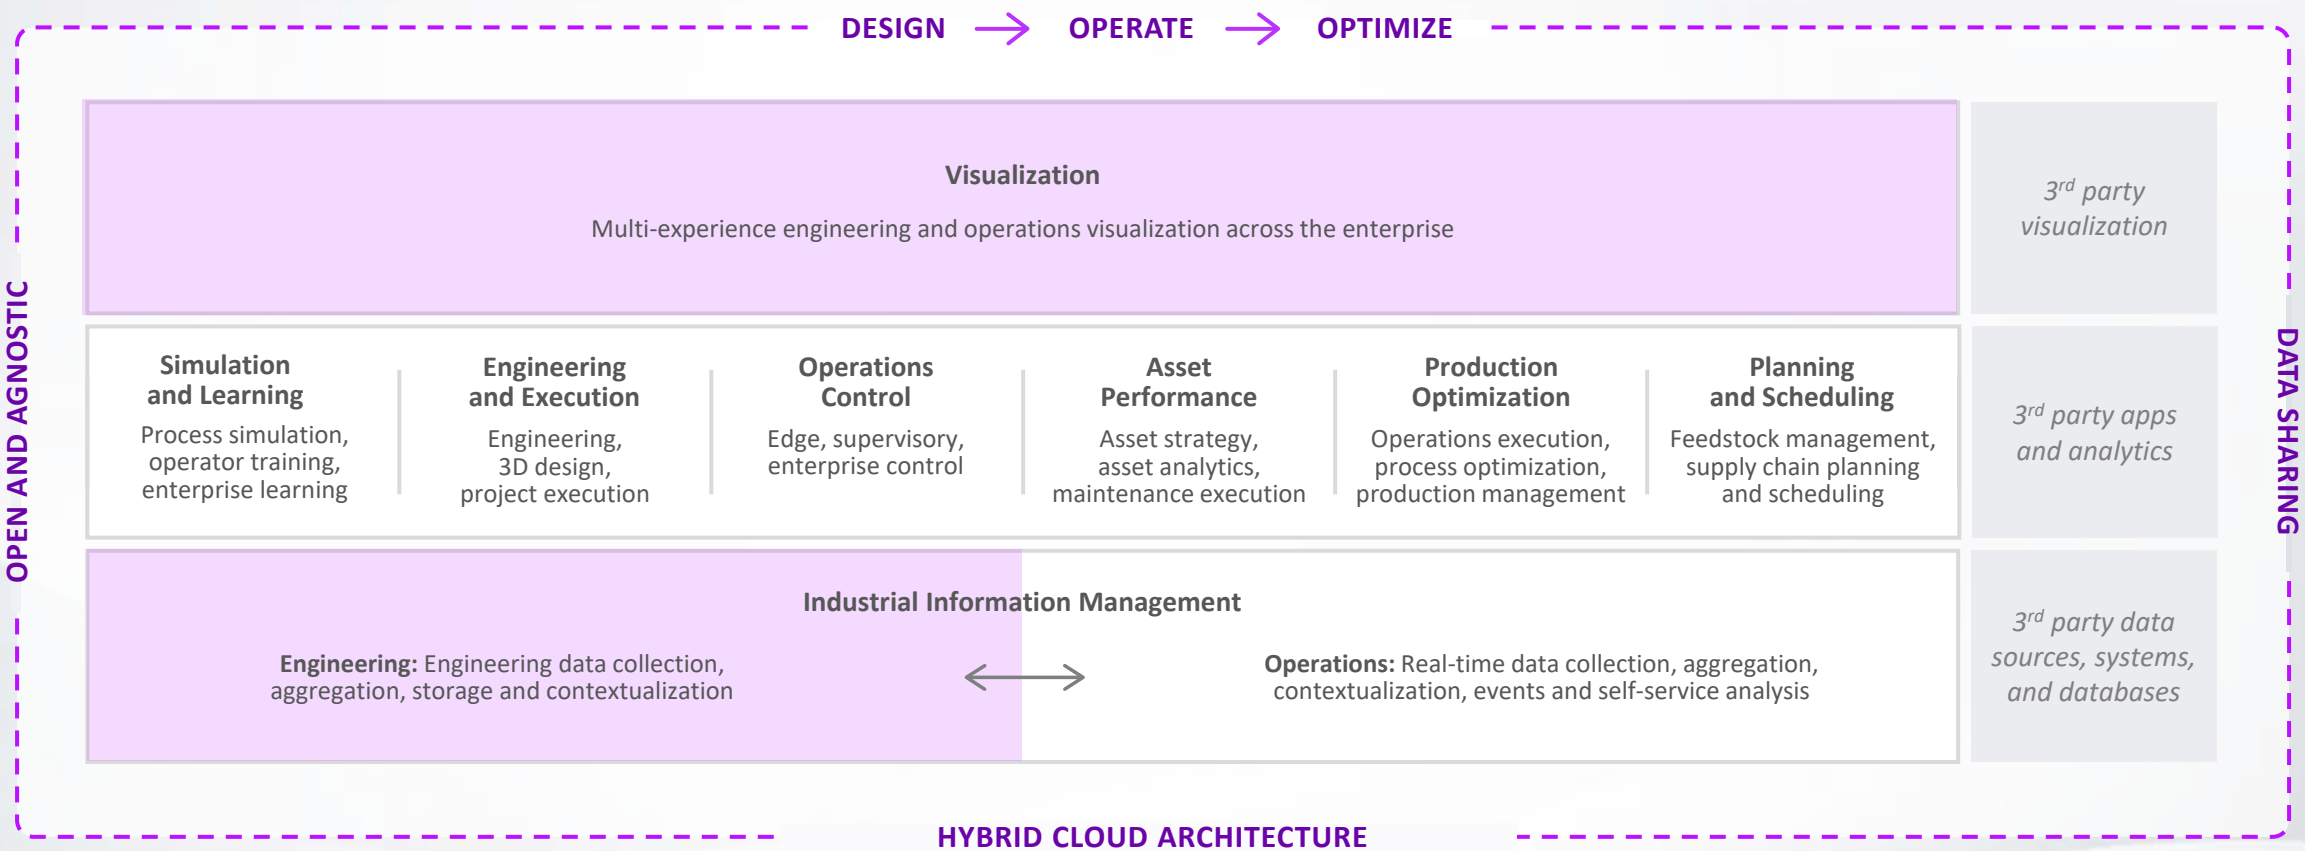 DESIGN → OPERATE → OPTIMIZE
OPEN AND AGNOSTIC
Visualization
Multi-experience engineering and operations visualization across the enterprise
3rd party
visualization
Simulation
and Learning
Process simulation,
operator training,
enterprise learning
Engineering
and Execution
Engineering,
3D design,
project execution
Operations
Control
Edge, supervisory,
enterprise control
Asset
Performance
Asset strategy,
asset analytics,
maintenance execution
Production
Optimization
Operations execution,
process optimization,
production management
Planning
and Scheduling
Feedstock management,
supply chain planning
and scheduling
3rd party apps
and analytics
Industrial Information Management
Engineering: Engineering data collection,
aggregation, storage and contextualization
Operations: Real-time data collection, aggregation,
contextualization, events and self-service analysis
3rd party data
sources, systems,
and databases
DATA SHARING
HYBRID CLOUD ARCHITECTURE